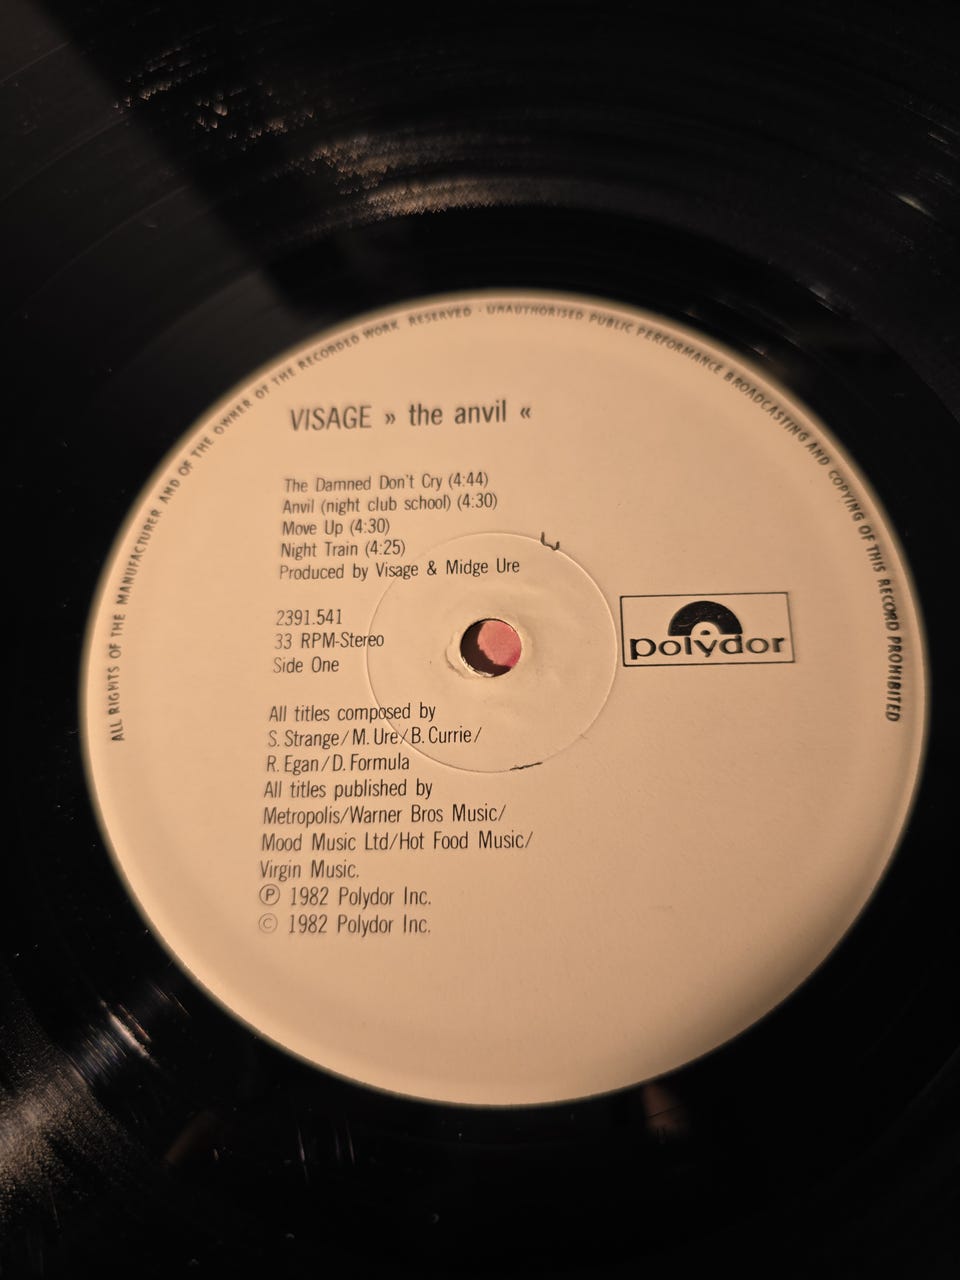 ALL RIGHTS OF THE MANUFACTURER AND OF THE OWNER OF THE RECORDED WORK RESERVED · UNAUTHORISED PUBLIC PERFORMANCE BROADCASTING AND COPYING OF THIS RECORD PROHIBITED
VISAGE » the anvil «
The Damned Don't Cry (4:44)
Anvil (night club school) (4:30)
Move Up (4:30)
Night Train (4:25)
Produced by Visage & Midge Ure
2391.541
33 RPM-Stereo
Side One
polydor
All titles composed by
S. Strange/M. Ure/B. Currie/
R. Egan/D. Formula
All titles published by
Metropolis/Warner Bros Music/
Mood Music Ltd/Hot Food Music/
Virgin Music.
℗ 1982 Polydor Inc.
© 1982 Polydor Inc.